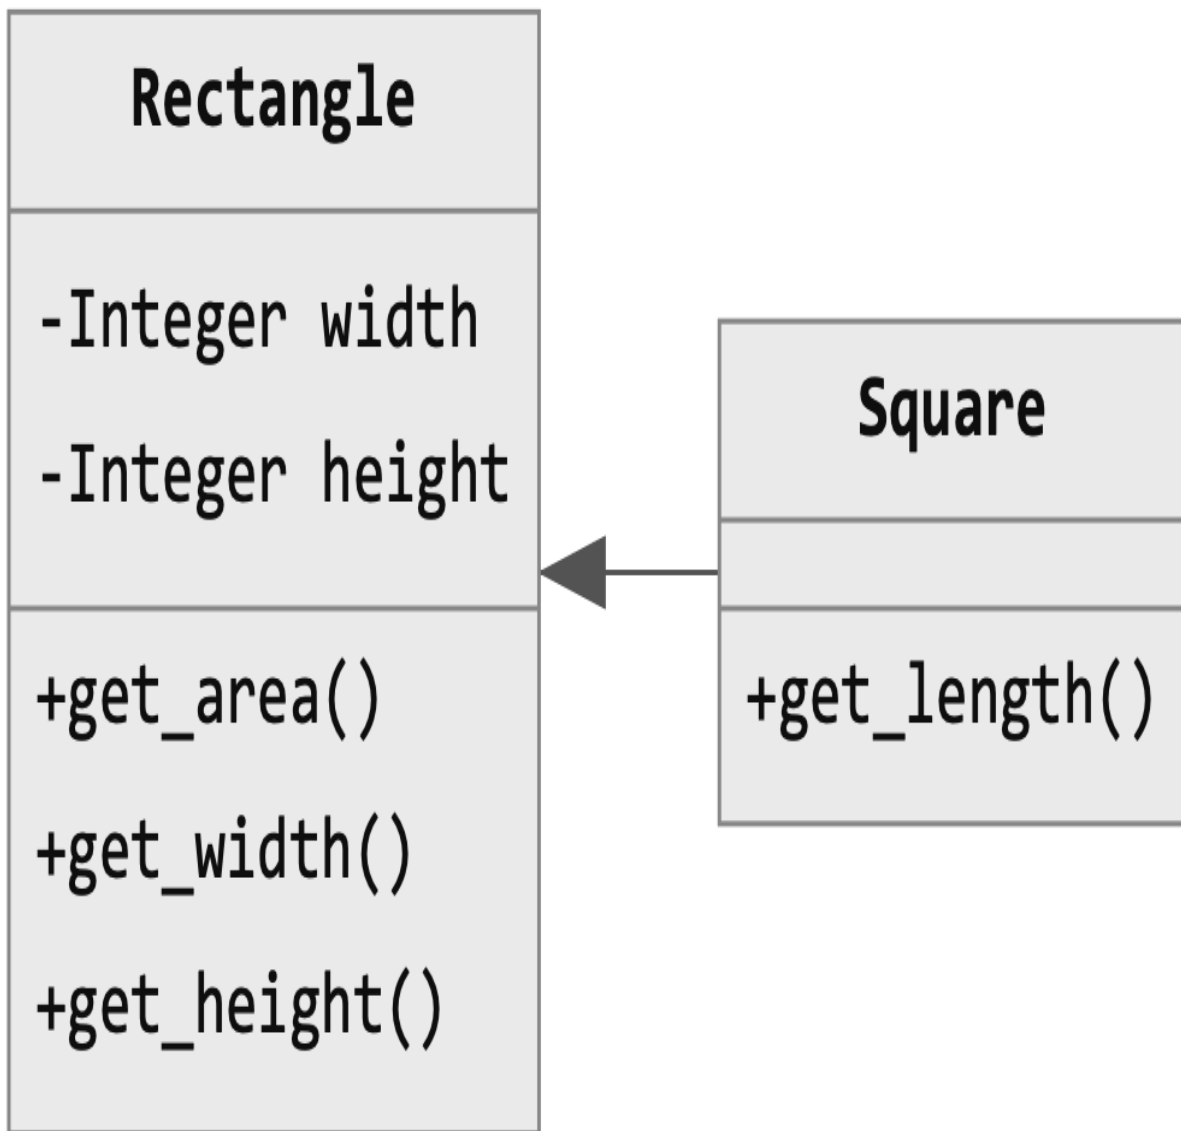 Rectangle
-Integer width
-Integer height
+get_area()
+get_width()
+get_height()
Square
+get_length()